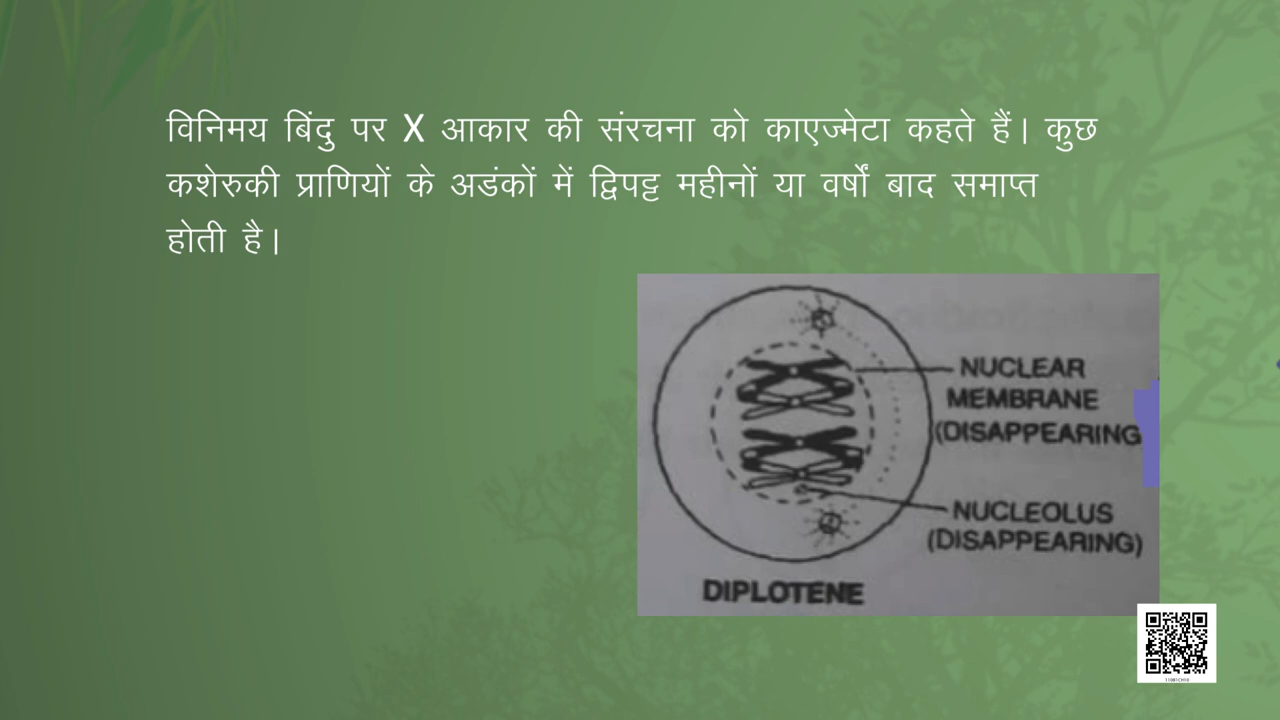 विनिमय बिंदु पर X आकार की संरचना को काएज्मेटा कहते हैं। कुछ
कशेरुकी प्राणियों के अडंकों में द्विपट्ट महीनों या वर्षों बाद समाप्त
होती है।
NUCLEAR
MEMBRANE
(DISAPPEARING
NUCLEOLUS
(DISAPPEARING)
DIPLOTENE